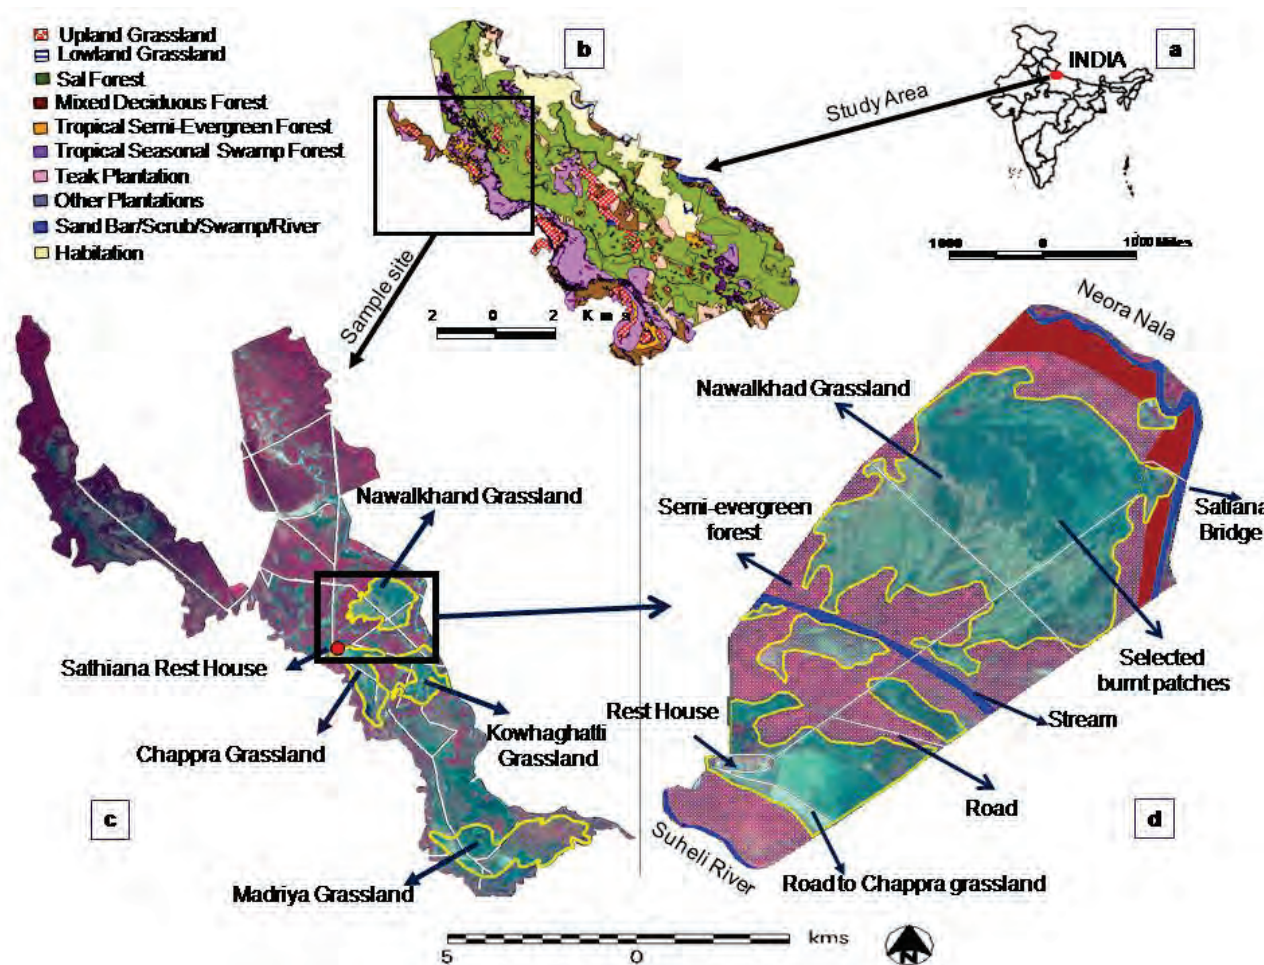 Upland Grassland
Lowland Grassland
Sal Forest
Mixed Deciduous Forest
Tropical Semi-Evergreen Forest
Tropical Seasonal Swamp Forest
Teak Plantation
Other Plantations
Sand Bar/Scrub/Swamp/River
Habitation
b
a
INDIA
Study Area
1000 0 1000 Miles
Sample site
2 0 2 K m s
Neora Nala
Nawalkhad Grassland
Nawalkhand Grassland
Semi-evergreen
forest
Satiana
Bridge
Sathiana Rest House
Selected
burnt patches
Rest House
Stream
Kowhaghatti
Grassland
Chappra Grassland
Road
c
d
Suheli River
Madriya Grassland
Road to Chappra grassland
kms
5 0
N